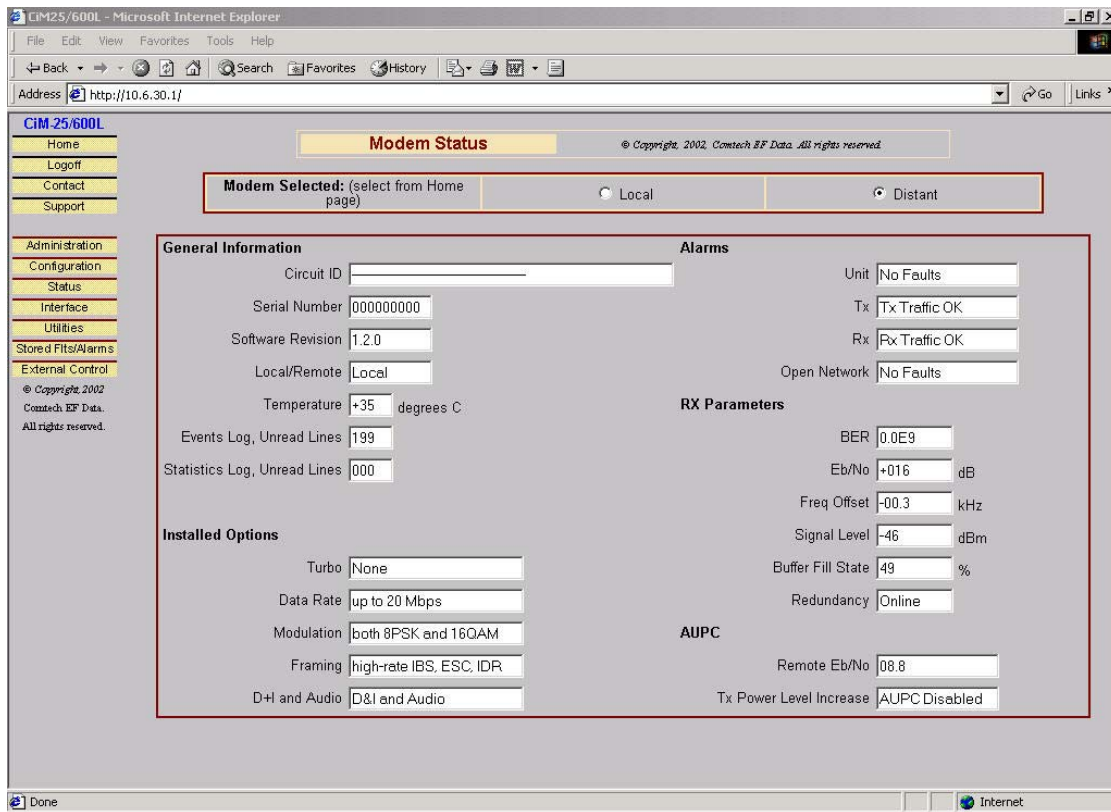 CiM25/600L - Microsoft Internet Explorer
File Edit View Favorites Tools Help
Back Search Favorites History
Address http://10.6.30.1/ Go Links
CiM-25/600L
Home
Logoff
Contact
Support
Administration
Configuration
Status
Interface
Utilities
Stored Flts/Alarms
External Control
© Copyright, 2002
Comtech EF Data.
All rights reserved.
Modem Status
© Copyright, 2002, Comtech EF Data. All rights reserved.
Modem Selected: (select from Home page)
Local
Distant
General Information
Circuit ID
Serial Number 000000000
Software Revision 1.2.0
Local/Remote Local
Temperature +35 degrees C
Events Log, Unread Lines 199
Statistics Log, Unread Lines 000
Installed Options
Turbo None
Data Rate up to 20 Mbps
Modulation both 8PSK and 16QAM
Framing high-rate IBS, ESC, IDR
D+I and Audio D&I and Audio
Alarms
Unit No Faults
Tx Tx Traffic OK
Rx Rx Traffic OK
Open Network No Faults
RX Parameters
BER 0.0E9
Eb/No +016 dB
Freq Offset -00.3 kHz
Signal Level -46 dBm
Buffer Fill State 49 %
Redundancy Online
AUPC
Remote Eb/No 08.8
Tx Power Level Increase AUPC Disabled
Done
Internet